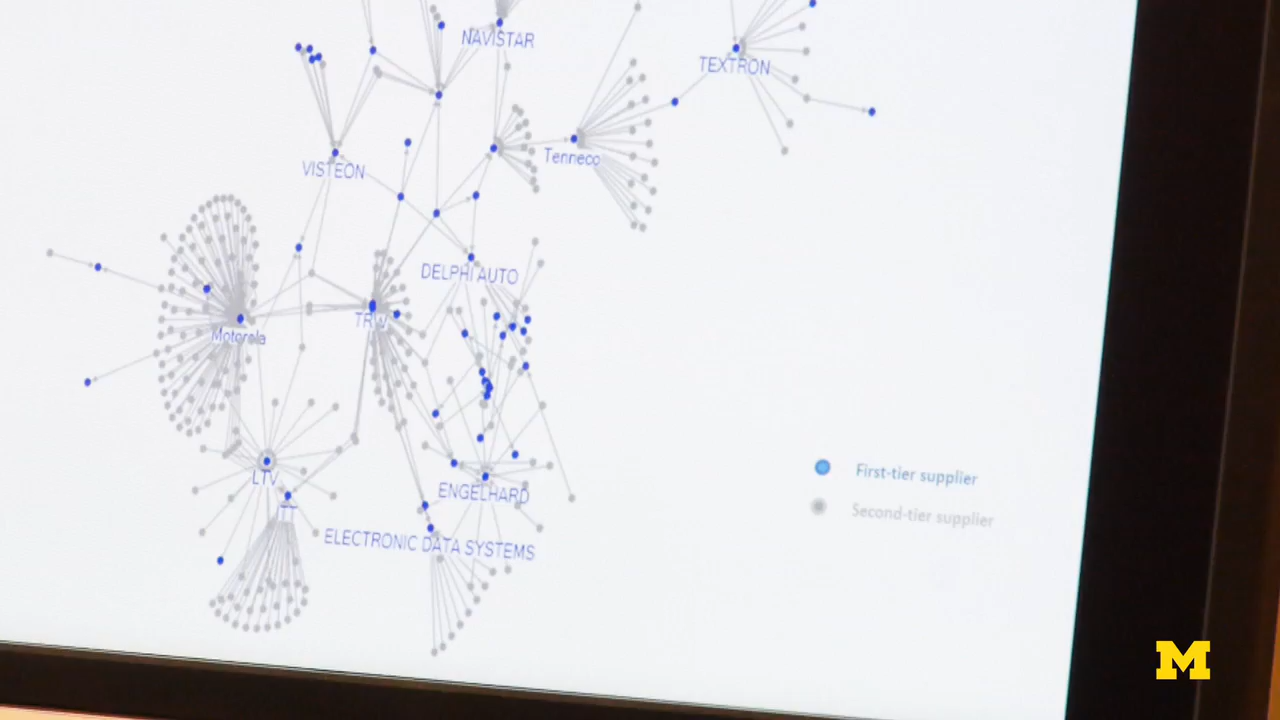 NAVISTAR
TEXTRON
VISTEON
Tenneco
DELPHI AUTO
Motorola
TRW
LTV
ITT
ENGELHARD
ELECTRONIC DATA SYSTEMS
First-tier supplier
Second-tier supplier
M